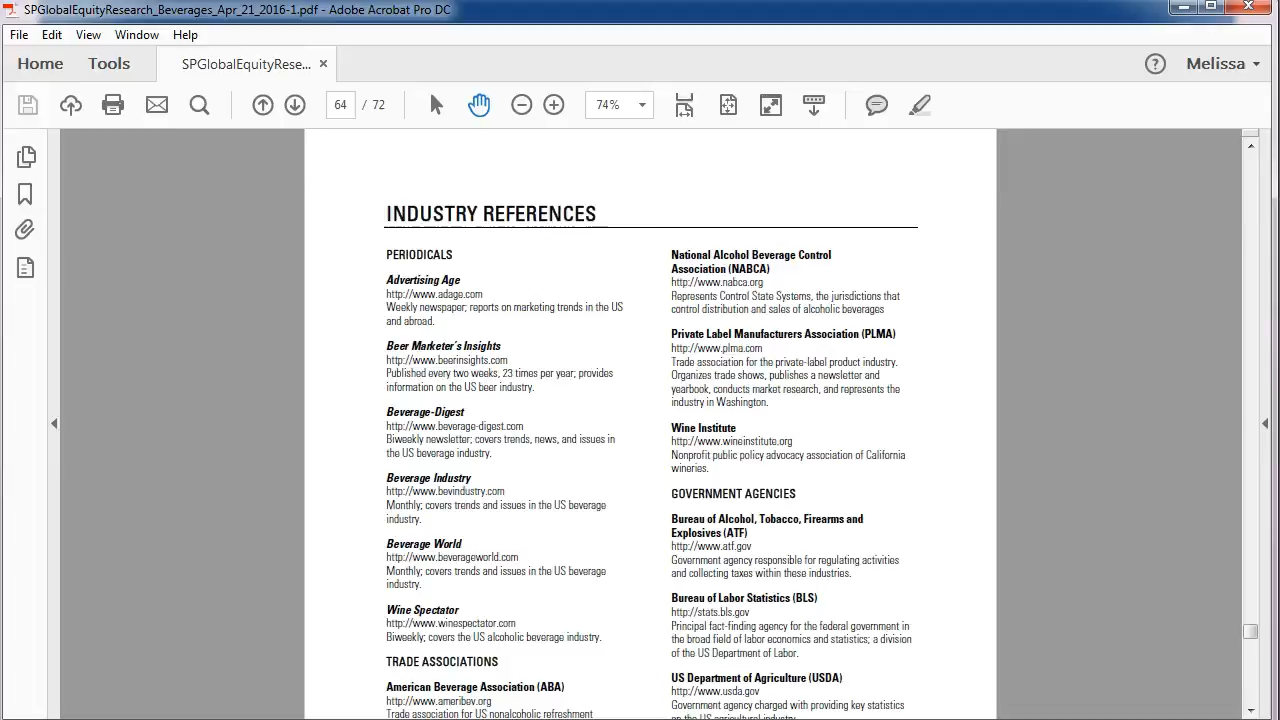 SPGlobalEquityResearch_Beverages_Apr_21_2016-1.pdf - Adobe Acrobat Pro DC
File Edit View Window Help
Home Tools SPGlobalEquityRese... × ? Melissa
64 / 72 74%
INDUSTRY REFERENCES
PERIODICALS
Advertising Age
http://www.adage.com
Weekly newspaper; reports on marketing trends in the US
and abroad.
Beer Marketer's Insights
http://www.beerinsights.com
Published every two weeks, 23 times per year; provides
information on the US beer industry.
Beverage-Digest
http://www.beverage-digest.com
Biweekly newsletter; covers trends, news, and issues in
the US beverage industry.
Beverage Industry
http://www.bevindustry.com
Monthly; covers trends and issues in the US beverage
industry.
Beverage World
http://www.beverageworld.com
Monthly; covers trends and issues in the US beverage
industry.
Wine Spectator
http://www.winespectator.com
Biweekly; covers the US alcoholic beverage industry.
TRADE ASSOCIATIONS
American Beverage Association (ABA)
http://www.ameribev.org
Trade association for US nonalcoholic refreshment
National Alcohol Beverage Control
Association (NABCA)
http://www.nabca.org
Represents Control State Systems, the jurisdictions that
control distribution and sales of alcoholic beverages
Private Label Manufacturers Association (PLMA)
http://www.plma.com
Trade association for the private-label product industry.
Organizes trade shows, publishes a newsletter and
yearbook, conducts market research, and represents the
industry in Washington.
Wine Institute
http://www.wineinstitute.org
Nonprofit public policy advocacy association of California
wineries.
GOVERNMENT AGENCIES
Bureau of Alcohol, Tobacco, Firearms and
Explosives (ATF)
http://www.atf.gov
Government agency responsible for regulating activities
and collecting taxes within these industries.
Bureau of Labor Statistics (BLS)
http://stats.bls.gov
Principal fact-finding agency for the federal government in
the broad field of labor economics and statistics; a division
of the US Department of Labor.
US Department of Agriculture (USDA)
http://www.usda.gov
Government agency charged with providing key statistics
on the US agricultural industry.